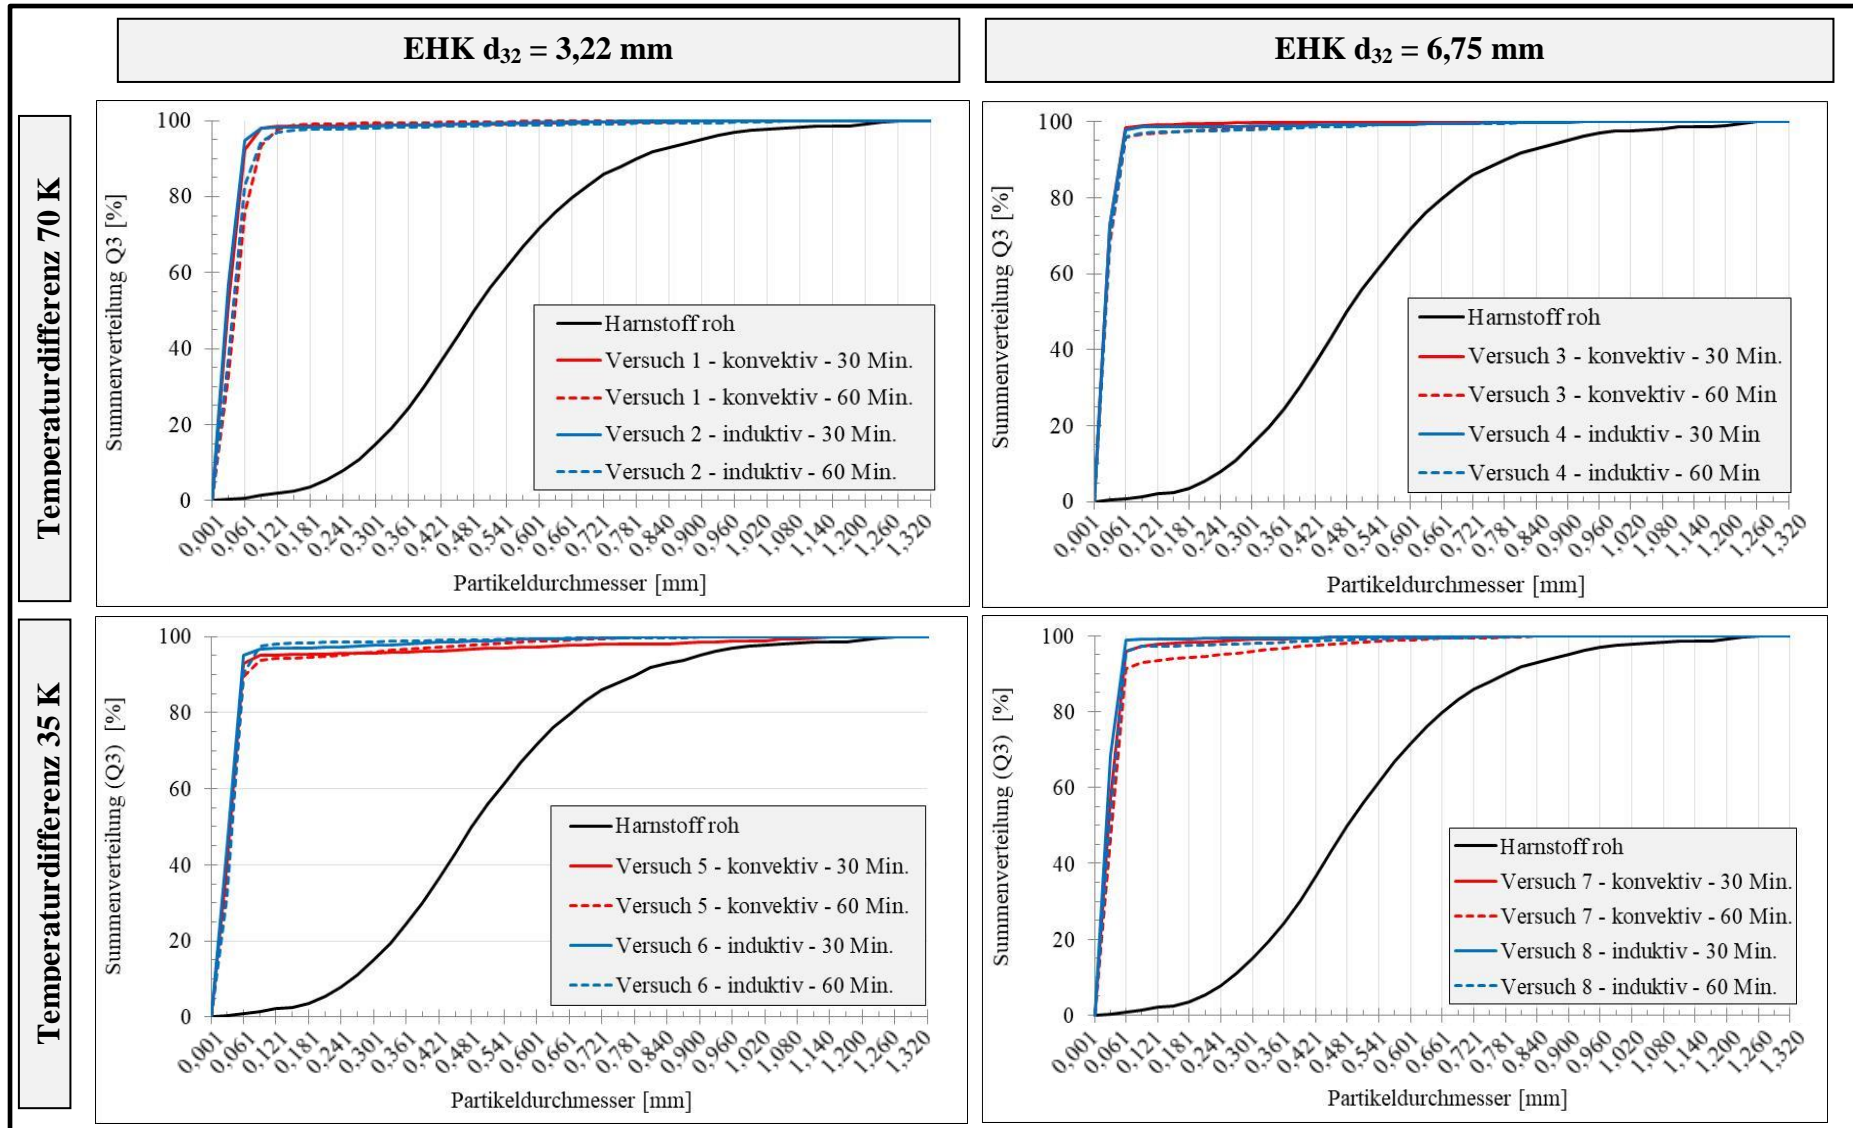 EHK d32 = 3,22 mm
EHK d32 = 6,75 mm
Temperaturdifferenz 70 K
Summenverteilung Q3 [%]
100
80
60
40
20
0
Harnstoff roh
Versuch 1 - konvektiv - 30 Min.
Versuch 1 - konvektiv - 60 Min.
Versuch 2 - induktiv - 30 Min.
Versuch 2 - induktiv - 60 Min.
0,001 0,061 0,121 0,181 0,241 0,301 0,361 0,421 0,481 0,541 0,601 0,661 0,721 0,781 0,840 0,900 0,960 1,020 1,080 1,140 1,200 1,260 1,320
Partikeldurchmesser [mm]
Summenverteilung Q3 [%]
100
80
60
40
20
0
Harnstoff roh
Versuch 3 - konvektiv - 30 Min.
Versuch 3 - konvektiv - 60 Min
Versuch 4 - induktiv - 30 Min
Versuch 4 - induktiv - 60 Min
0,001 0,061 0,121 0,181 0,241 0,301 0,361 0,421 0,481 0,541 0,601 0,661 0,721 0,781 0,840 0,900 0,960 1,020 1,080 1,140 1,200 1,260 1,320
Partikeldurchmesser [mm]
Temperaturdifferenz 35 K
Summenverteilung (Q3) [%]
100
80
60
40
20
0
Harnstoff roh
Versuch 5 - konvektiv - 30 Min.
Versuch 5 - konvektiv - 60 Min.
Versuch 6 - induktiv - 30 Min.
Versuch 6 - induktiv - 60 Min.
0,001 0,061 0,121 0,181 0,241 0,301 0,361 0,421 0,481 0,541 0,601 0,661 0,721 0,781 0,840 0,900 0,960 1,020 1,080 1,140 1,200 1,260 1,320
Partikeldurchmesser [mm]
Summenverteilung (Q3) [%]
100
80
60
40
20
0
Harnstoff roh
Versuch 7 - konvektiv - 30 Min.
Versuch 7 - konvektiv - 60 Min.
Versuch 8 - induktiv - 30 Min.
Versuch 8 - induktiv - 60 Min.
0,001 0,061 0,121 0,181 0,241 0,301 0,361 0,421 0,481 0,541 0,601 0,661 0,721 0,781 0,840 0,900 0,960 1,020 1,080 1,140 1,200 1,260 1,320
Partikeldurchmesser [mm]